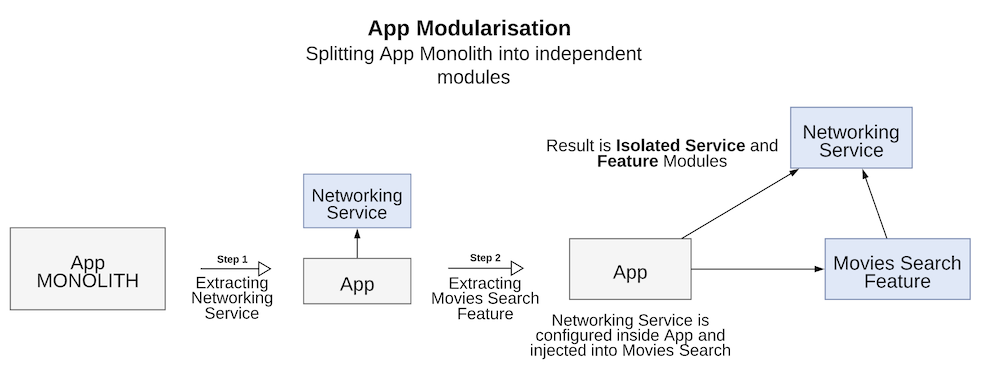 App Modularisation
Splitting App Monolith into independent
modules
App
MONOLITH
Step 1
Extracting
Networking
Service
Networking
Service
App
Step 2
Extracting
Movies Search
Feature
Result is Isolated Service and
Feature Modules
Networking
Service
App
Movies Search
Feature
Networking Service is
configured inside App and
injected into Movies Search